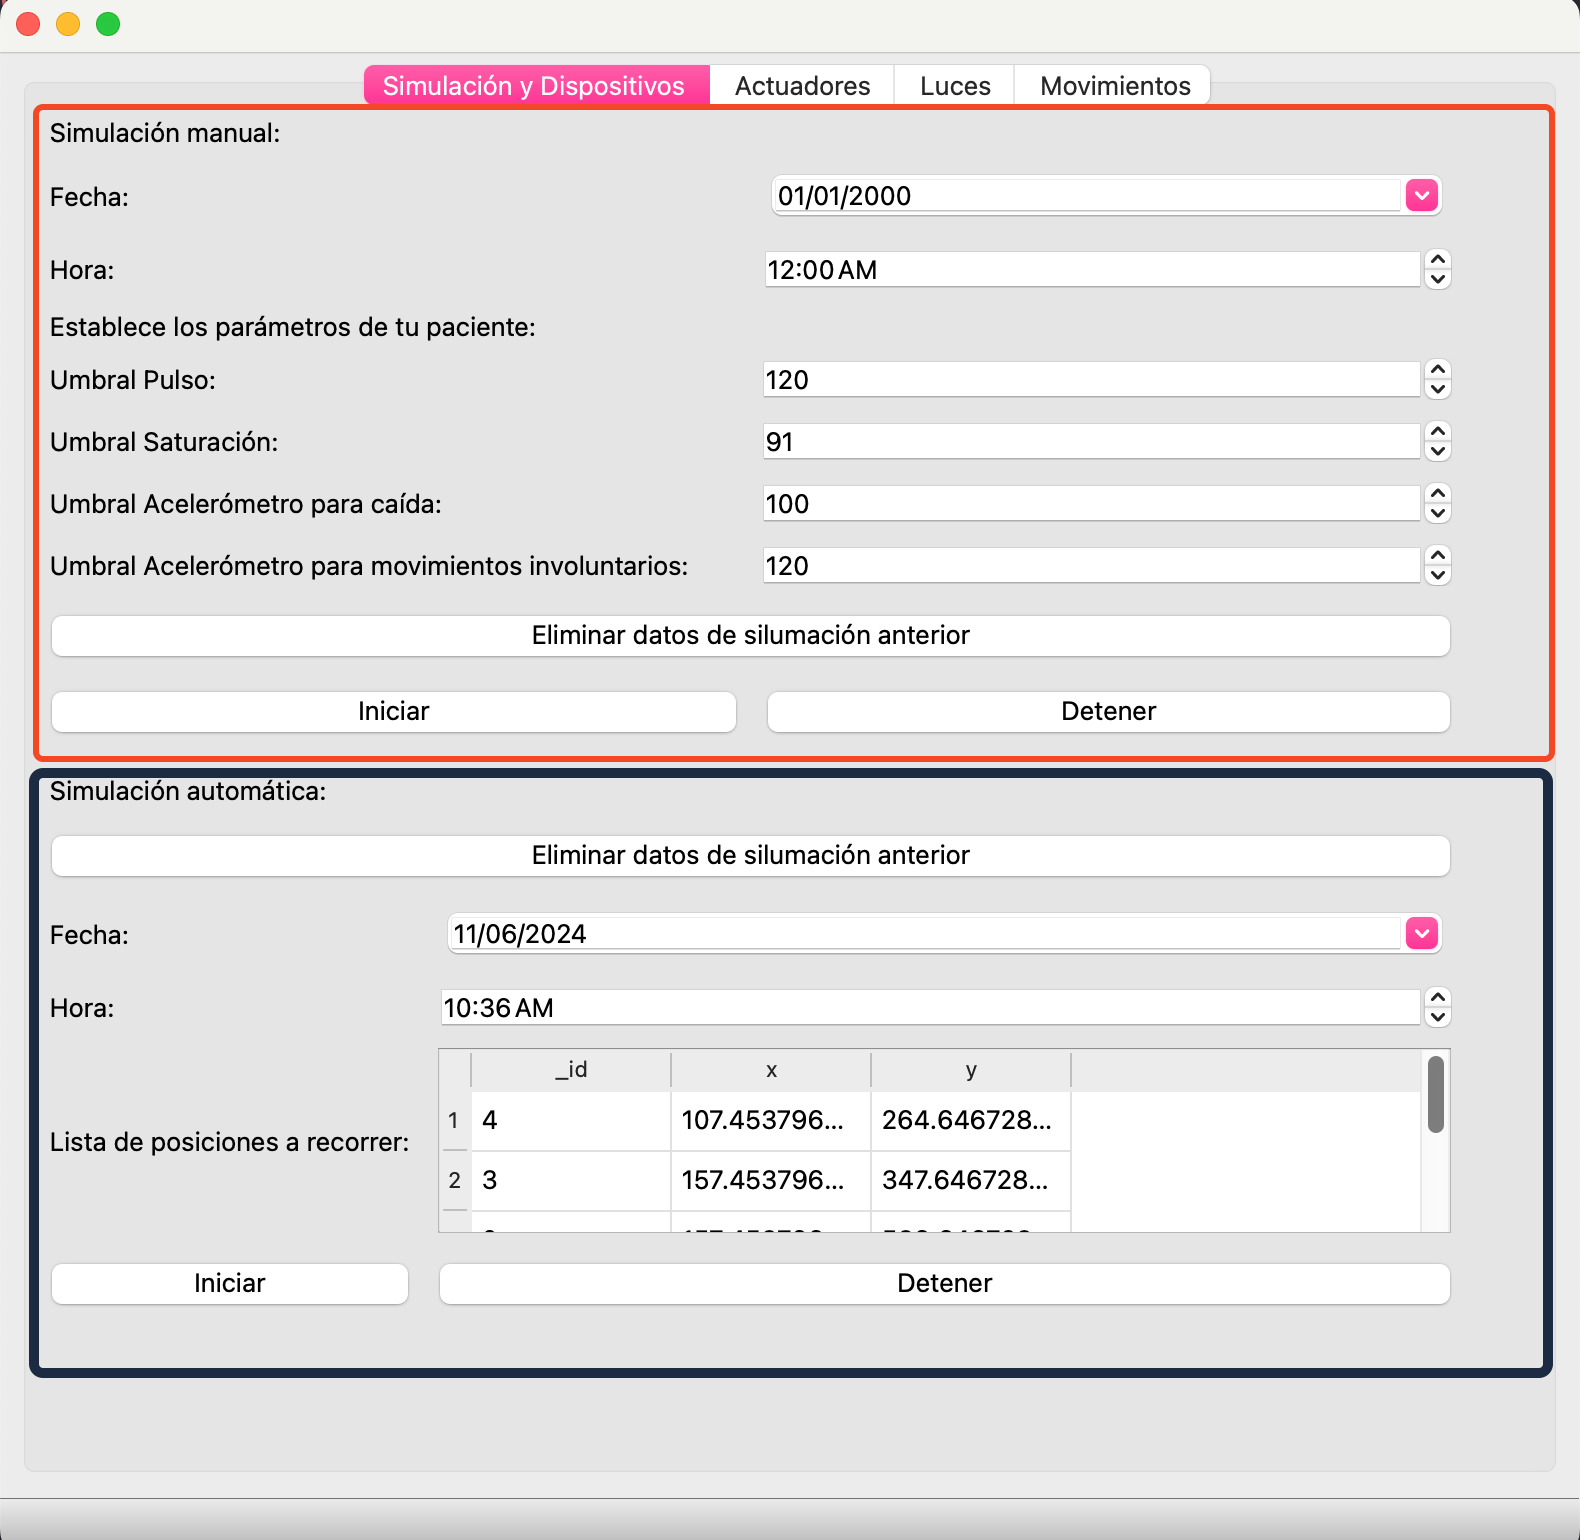 Simulación y Dispositivos Actuadores Luces Movimientos
Simulación manual:
Fecha: 01/01/2000
Hora: 12:00 AM
Establece los parámetros de tu paciente:
Umbral Pulso: 120
Umbral Saturación: 91
Umbral Acelerómetro para caída: 100
Umbral Acelerómetro para movimientos involuntarios: 120
Eliminar datos de silumación anterior
Iniciar Detener
Simulación automática:
Eliminar datos de silumación anterior
Fecha: 11/06/2024
Hora: 10:36 AM
_id x y
1 4 107.453796... 264.646728...
Lista de posiciones a recorrer:
2 3 157.453796... 347.646728...
Iniciar Detener